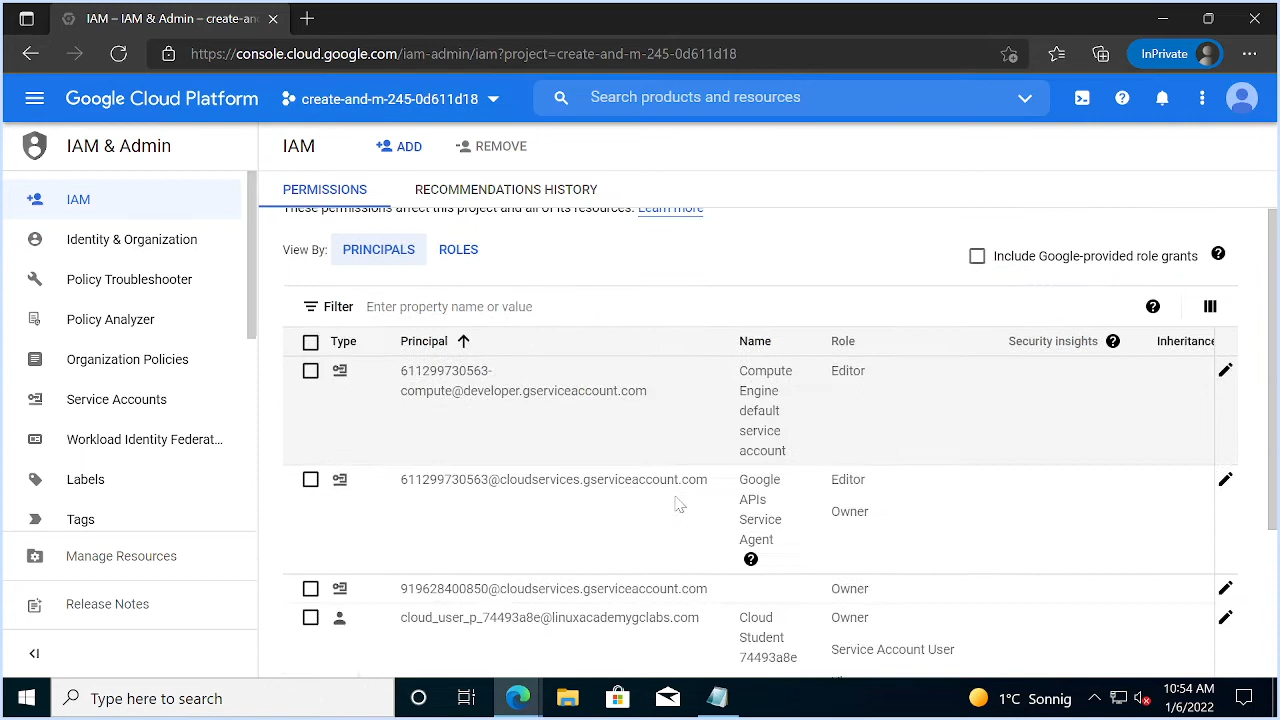 IAM – IAM & Admin – create-and
https://console.cloud.google.com/iam-admin/iam?project=create-and-m-245-0d611d18
InPrivate
Google Cloud Platform
create-and-m-245-0d611d18
Search products and resources
IAM & Admin
IAM
Identity & Organization
Policy Troubleshooter
Policy Analyzer
Organization Policies
Service Accounts
Workload Identity Federat...
Labels
Tags
Manage Resources
Release Notes
IAM
ADD
REMOVE
PERMISSIONS
RECOMMENDATIONS HISTORY
These permissions affect this project and all of its resources. Learn more
View By:
PRINCIPALS
ROLES
Include Google-provided role grants
Filter
Enter property name or value
Type
Principal
Name
Role
Security insights
Inheritance
611299730563-
compute@developer.gserviceaccount.com
Compute
Engine
default
service
account
Editor
611299730563@cloudservices.gserviceaccount.com
Google
APIs
Service
Agent
Editor
Owner
919628400850@cloudservices.gserviceaccount.com
Owner
cloud_user_p_74493a8e@linuxacademygclabs.com
Cloud
Student
74493a8e
Owner
Service Account User
Type here to search
1°C Sonnig
10:54 AM
1/6/2022